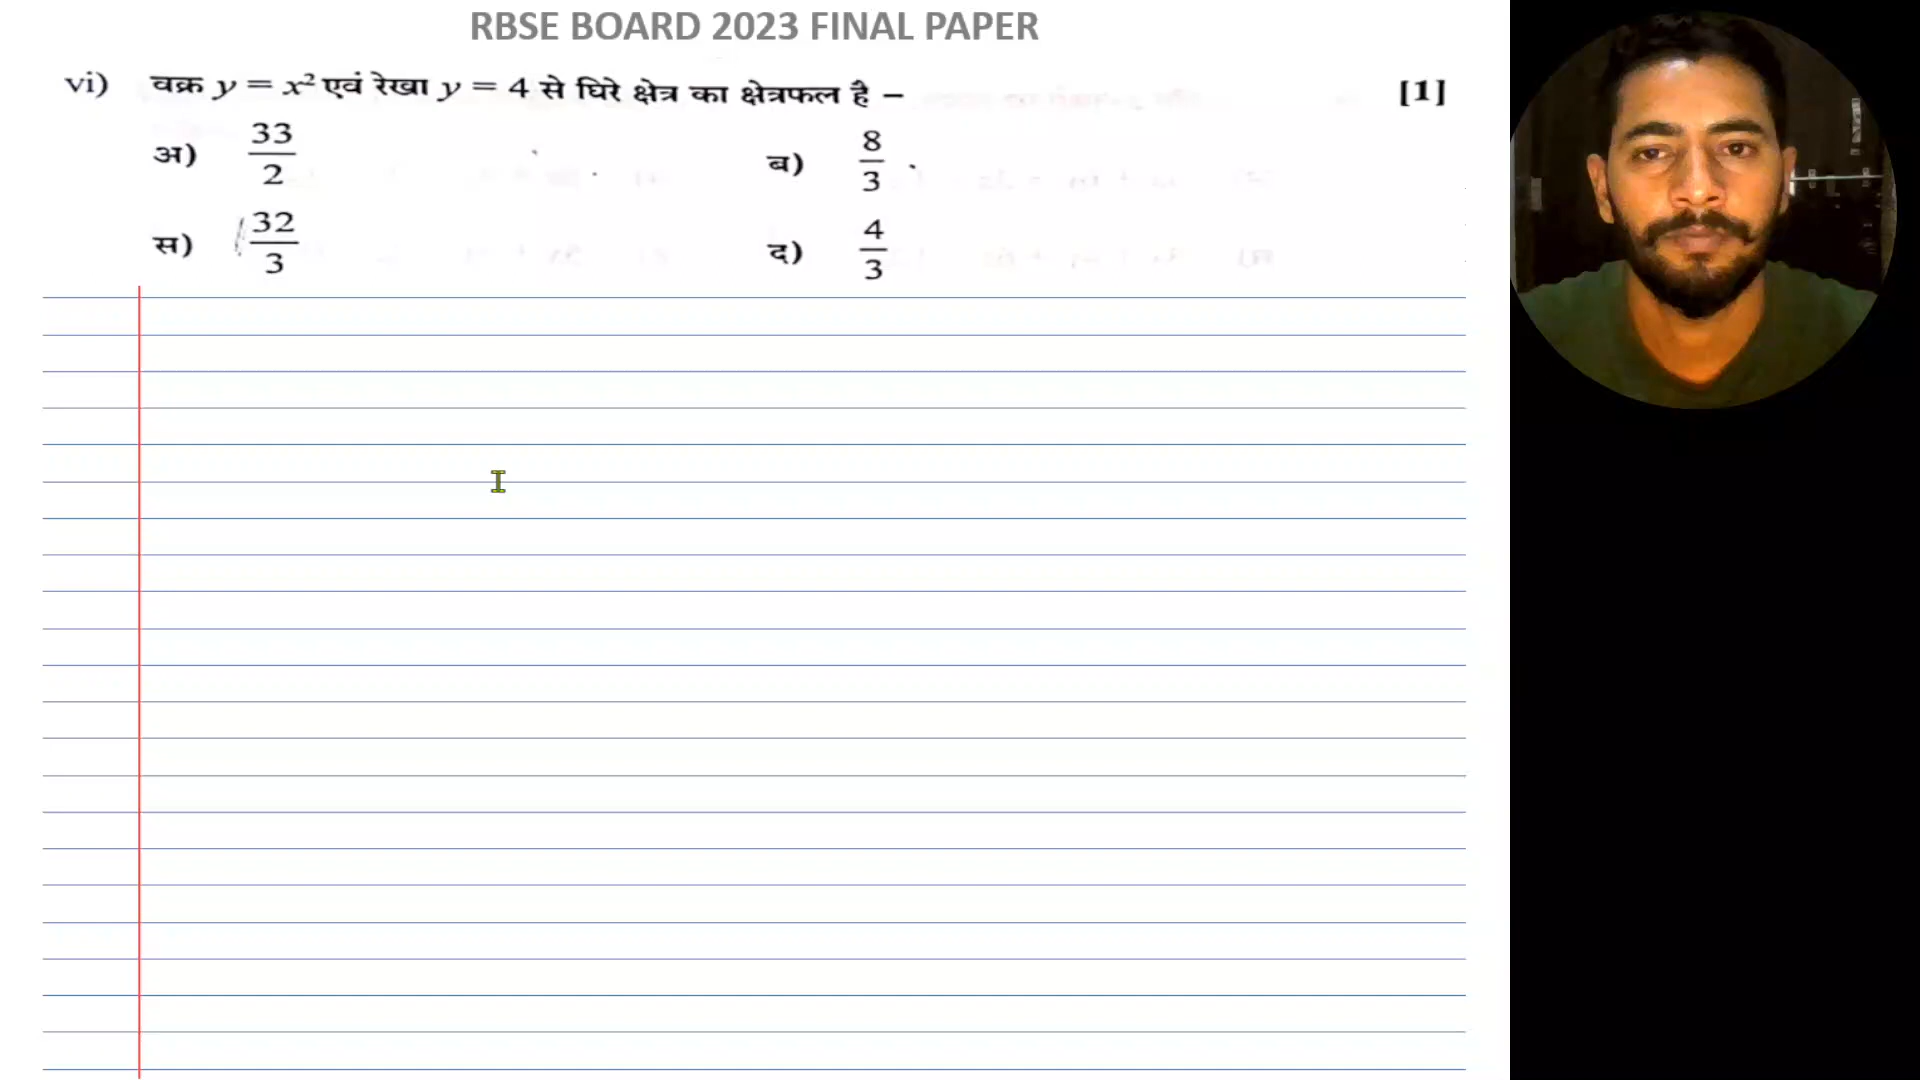 RBSE BOARD 2023 FINAL PAPER
vi) वक्र y = x² एवं रेखा y = 4 से घिरे क्षेत्र का क्षेत्रफल है – [1]
अ) 33/2 ब) 8/3
स) 32/3 द) 4/3